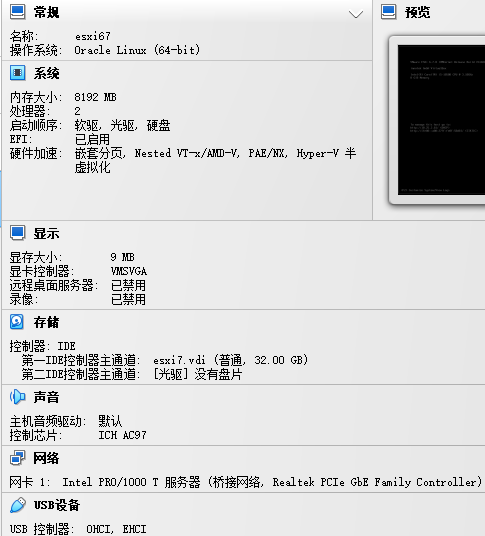 常规
预览
名称: esxi67
操作系统: Oracle Linux (64-bit)
系统
内存大小: 8192 MB
处理器: 2
启动顺序: 软驱, 光驱, 硬盘
EFI: 已启用
硬件加速: 嵌套分页, Nested VT-x/AMD-V, PAE/NX, Hyper-V 半
虚拟化
显示
显存大小: 9 MB
显卡控制器: VMSVGA
远程桌面服务器: 已禁用
录像: 已禁用
存储
控制器: IDE
第一IDE控制器主通道: esxi7.vdi (普通, 32.00 GB)
第二IDE控制器主通道: [光驱] 没有盘片
声音
主机音频驱动: 默认
控制芯片: ICH AC97
网络
网卡 1: Intel PRO/1000 T 服务器 (桥接网络, Realtek PCIe GbE Family Controller)
USB设备
USB 控制器: OHCI, EHCI